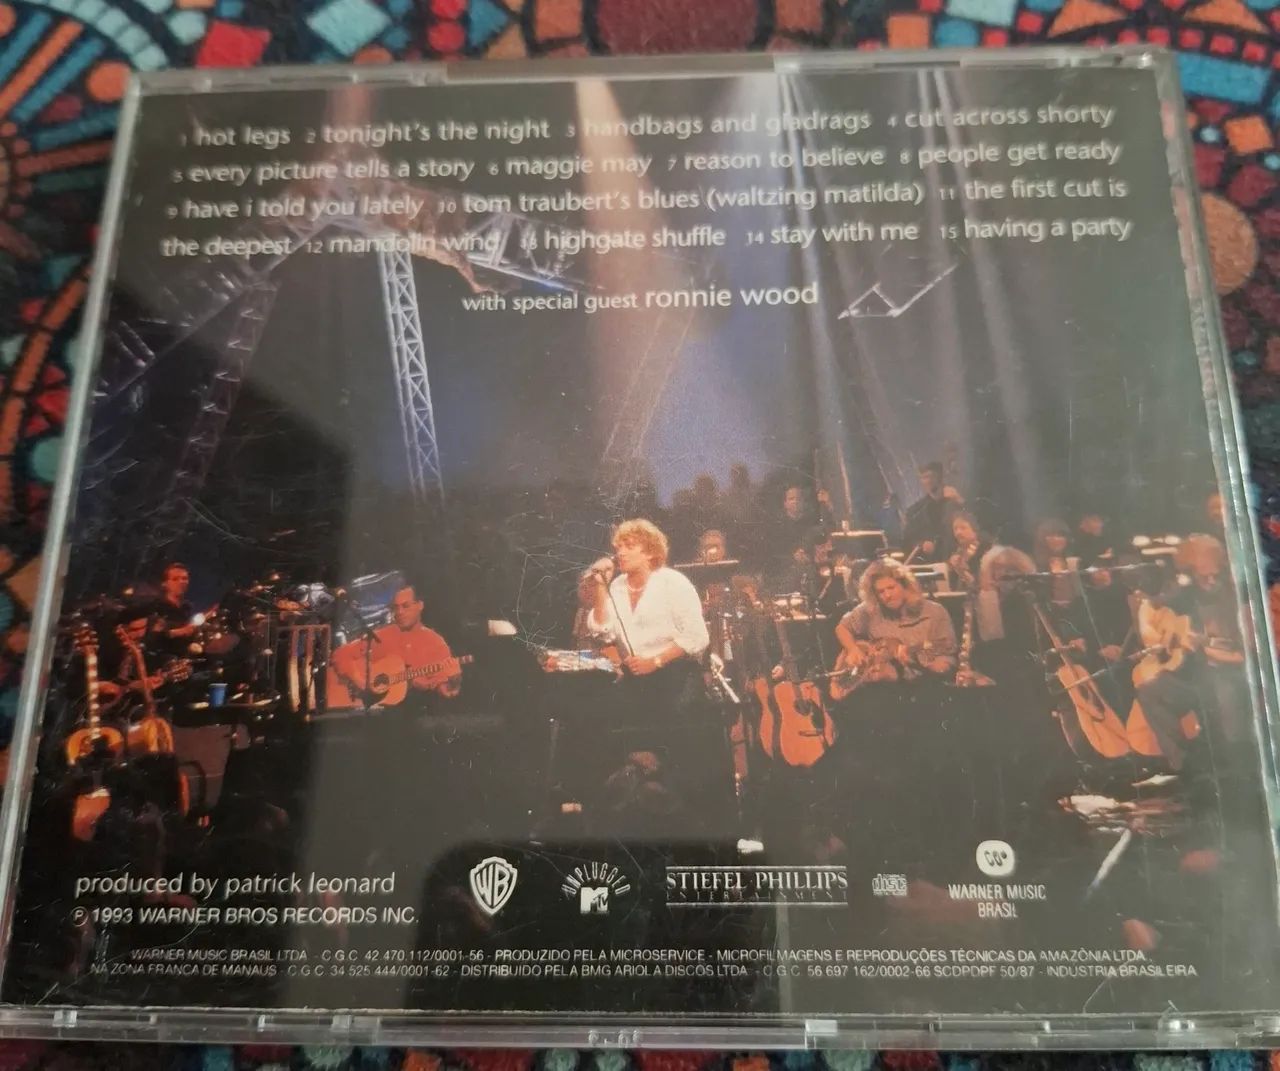 1 hot legs 2 tonight's the night 3 handbags and gladrags 4 cut across shorty
5 every picture tells a story 6 maggie may 7 reason to believe 8 people get ready
9 have i told you lately 10 tom traubert's blues (waltzing matilda) 11 the first cut is
the deepest 12 mandolin wind 13 highgate shuffle 14 stay with me 15 having a party
with special guest ronnie wood
produced by patrick leonard
℗ 1993 WARNER BROS RECORDS INC.
WB
UNPLUGGED
MTV
STIEFEL PHILLIPS
ENTERTAINMENT
disc
WARNER MUSIC
BRASIL
WARNER MUSIC BRASIL LTDA - C G C 42 470.112/0001-56 - PRODUZIDO PELA MICROSERVICE - MICROFILMAGENS E REPRODUÇÕES TÉCNICAS DA AMAZÔNIA LTDA.
NA ZONA FRANCA DE MANAUS - C G C 34 525 444/0001-62 - DISTRIBUIDO PELA BMG ARIOLA DISCOS LTDA - C G C 56 697 162/0002-66 SCDPDPF 50/87 - INDUSTRIA BRASILEIRA